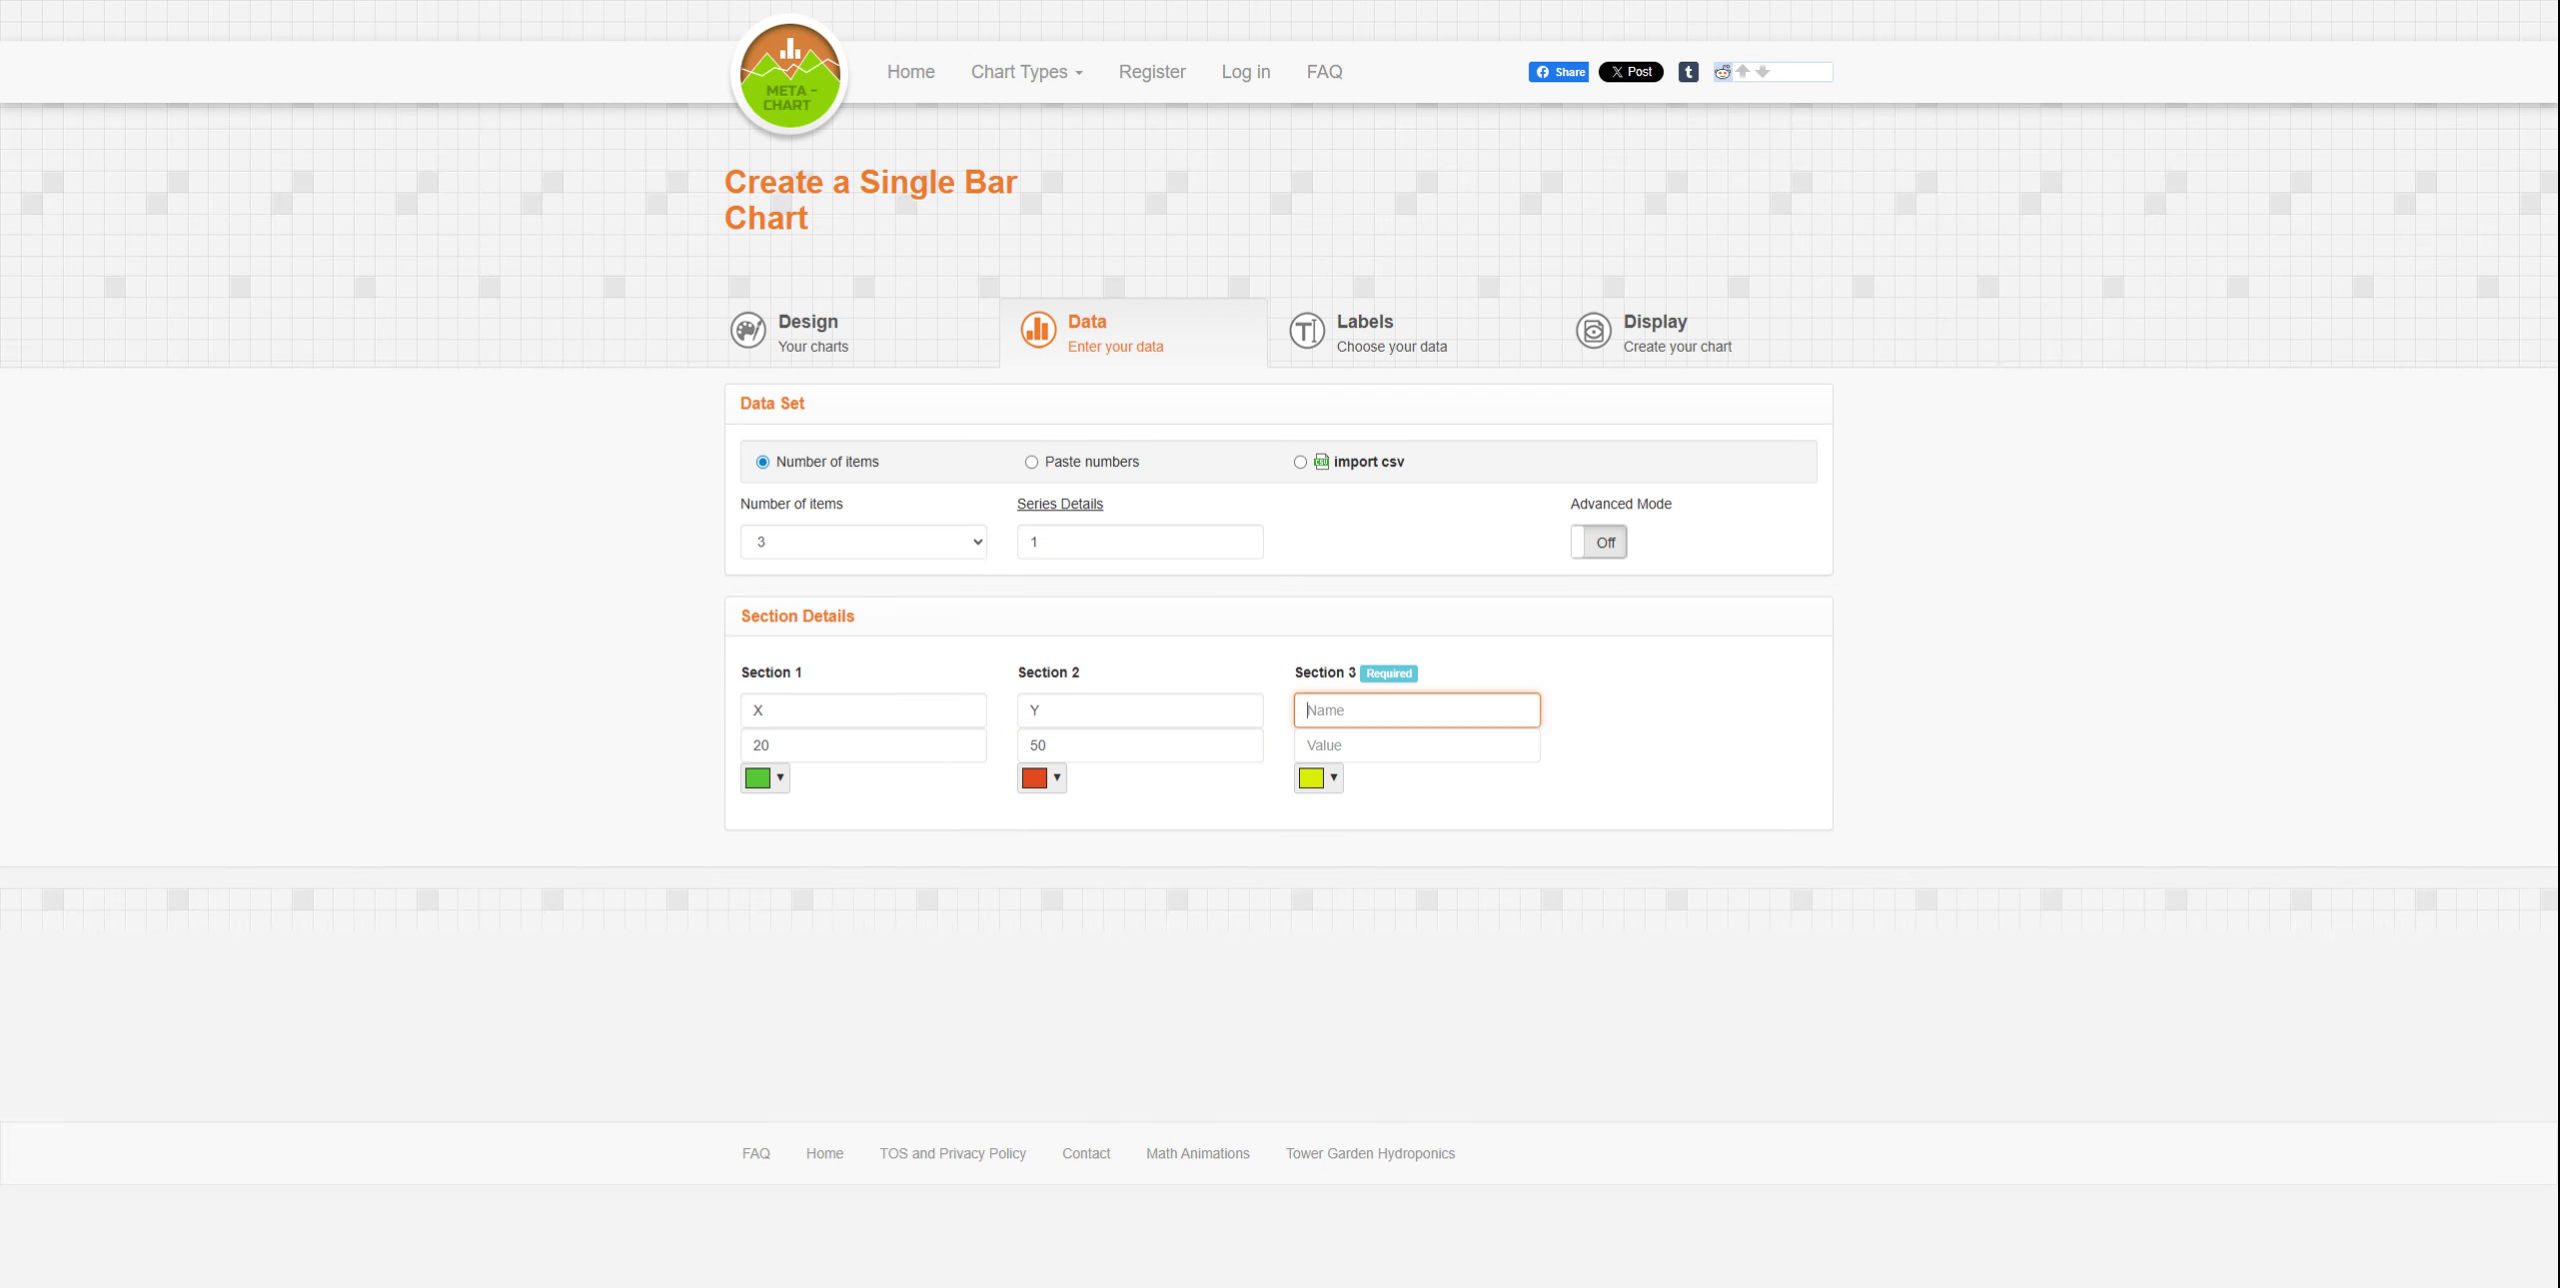 META -
CHART
Home Chart Types Register Log in FAQ
Share Post
Create a Single Bar
Chart
Design
Your charts
Data
Enter your data
Labels
Choose your data
Display
Create your chart
Data Set
Number of items Paste numbers CSV import csv
Number of items Series Details Advanced Mode
3 1 Off
Section Details
Section 1 Section 2 Section 3 Required
X Y Name
20 50 Value
FAQ Home TOS and Privacy Policy Contact Math Animations Tower Garden Hydroponics